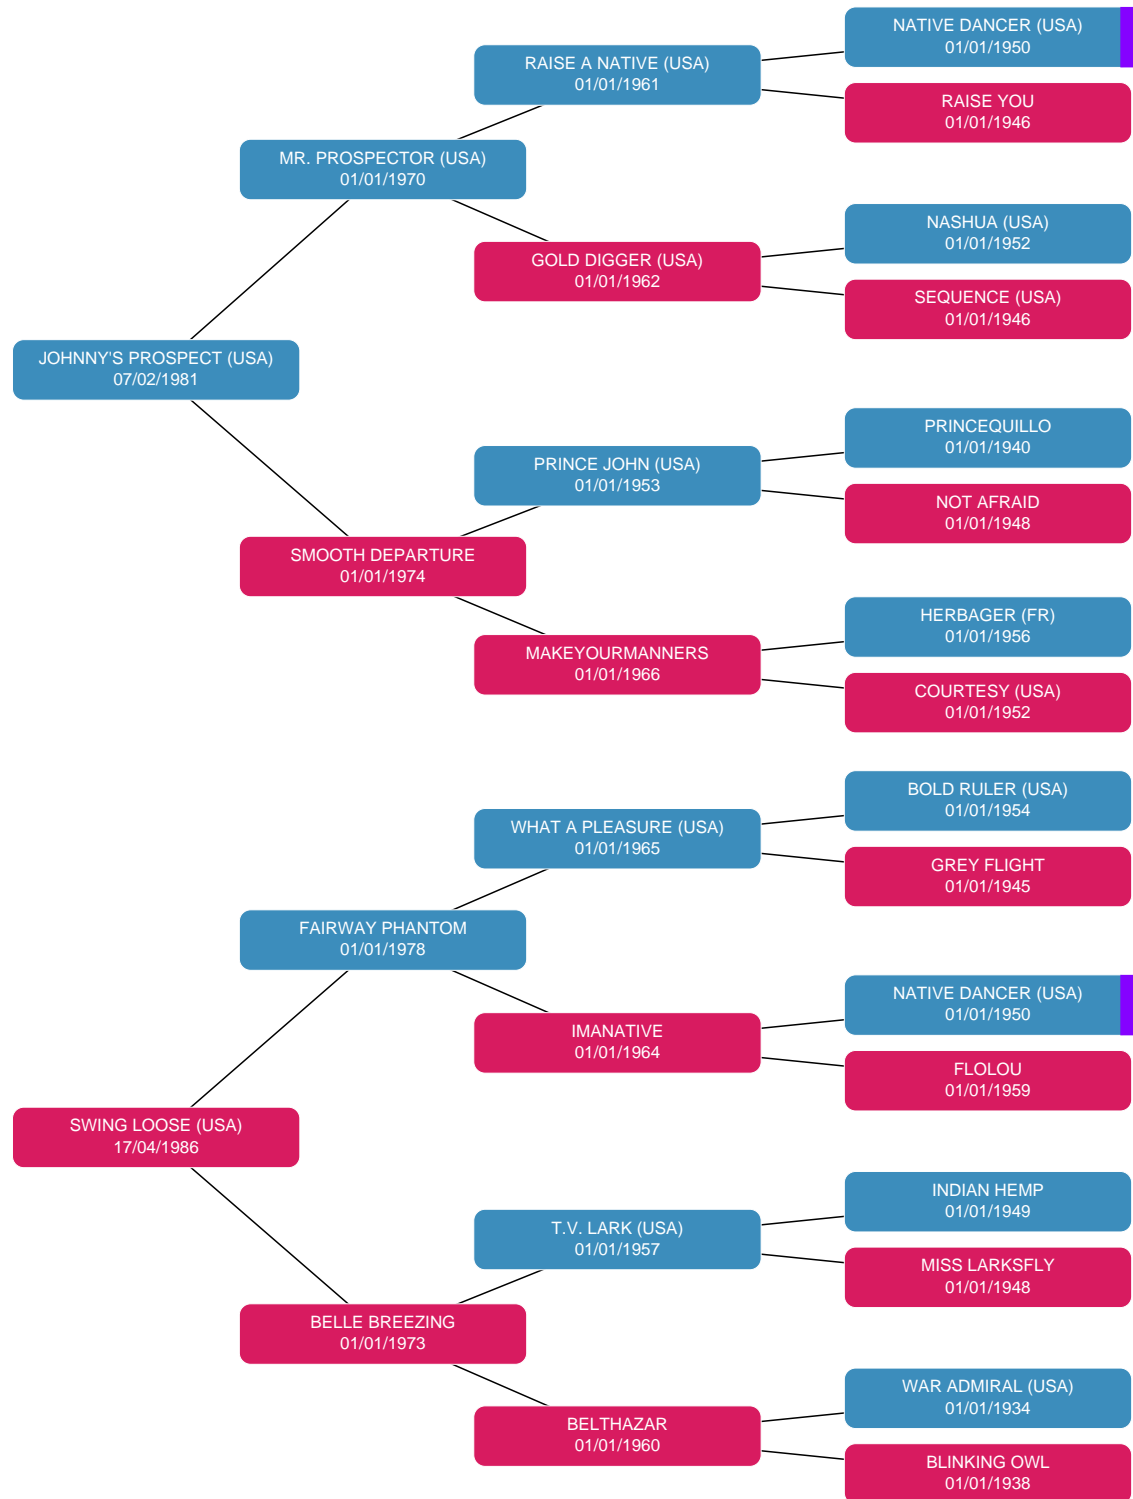 NATIVE DANCER (USA)
01/01/1950
RAISE A NATIVE (USA)
01/01/1961
RAISE YOU
01/01/1946
MR. PROSPECTOR (USA)
01/01/1970
NASHUA (USA)
01/01/1952
GOLD DIGGER (USA)
01/01/1962
SEQUENCE (USA)
01/01/1946
JOHNNY'S PROSPECT (USA)
07/02/1981
PRINCEQUILLO
01/01/1940
PRINCE JOHN (USA)
01/01/1953
NOT AFRAID
01/01/1948
SMOOTH DEPARTURE
01/01/1974
HERBAGER (FR)
01/01/1956
MAKEYOURMANNERS
01/01/1966
COURTESY (USA)
01/01/1952
BOLD RULER (USA)
01/01/1954
WHAT A PLEASURE (USA)
01/01/1965
GREY FLIGHT
01/01/1945
FAIRWAY PHANTOM
01/01/1978
NATIVE DANCER (USA)
01/01/1950
IMANATIVE
01/01/1964
FLOLOU
01/01/1959
SWING LOOSE (USA)
17/04/1986
INDIAN HEMP
01/01/1949
T.V. LARK (USA)
01/01/1957
MISS LARKSFLY
01/01/1948
BELLE BREEZING
01/01/1973
WAR ADMIRAL (USA)
01/01/1934
BELTHAZAR
01/01/1960
BLINKING OWL
01/01/1938